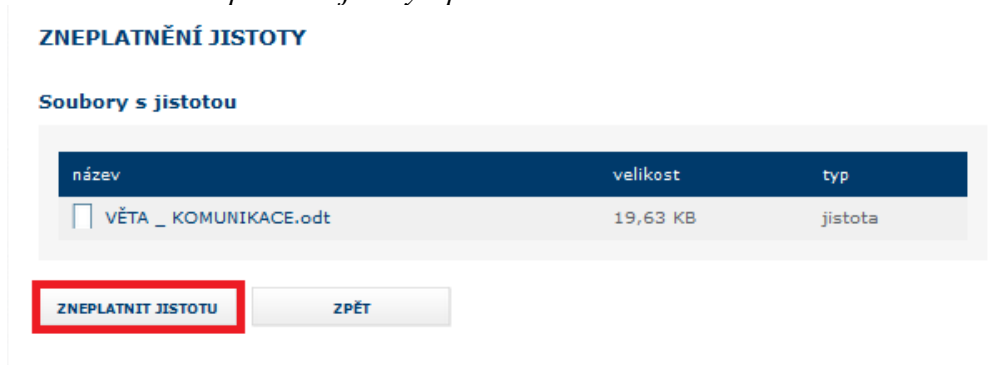 ZNEPLATNĚNÍ JISTOTY
Soubory s jistotou
název velikost typ
VĚTA _ KOMUNIKACE.odt 19,63 KB jistota
ZNEPLATNIT JISTOTU ZPĚT